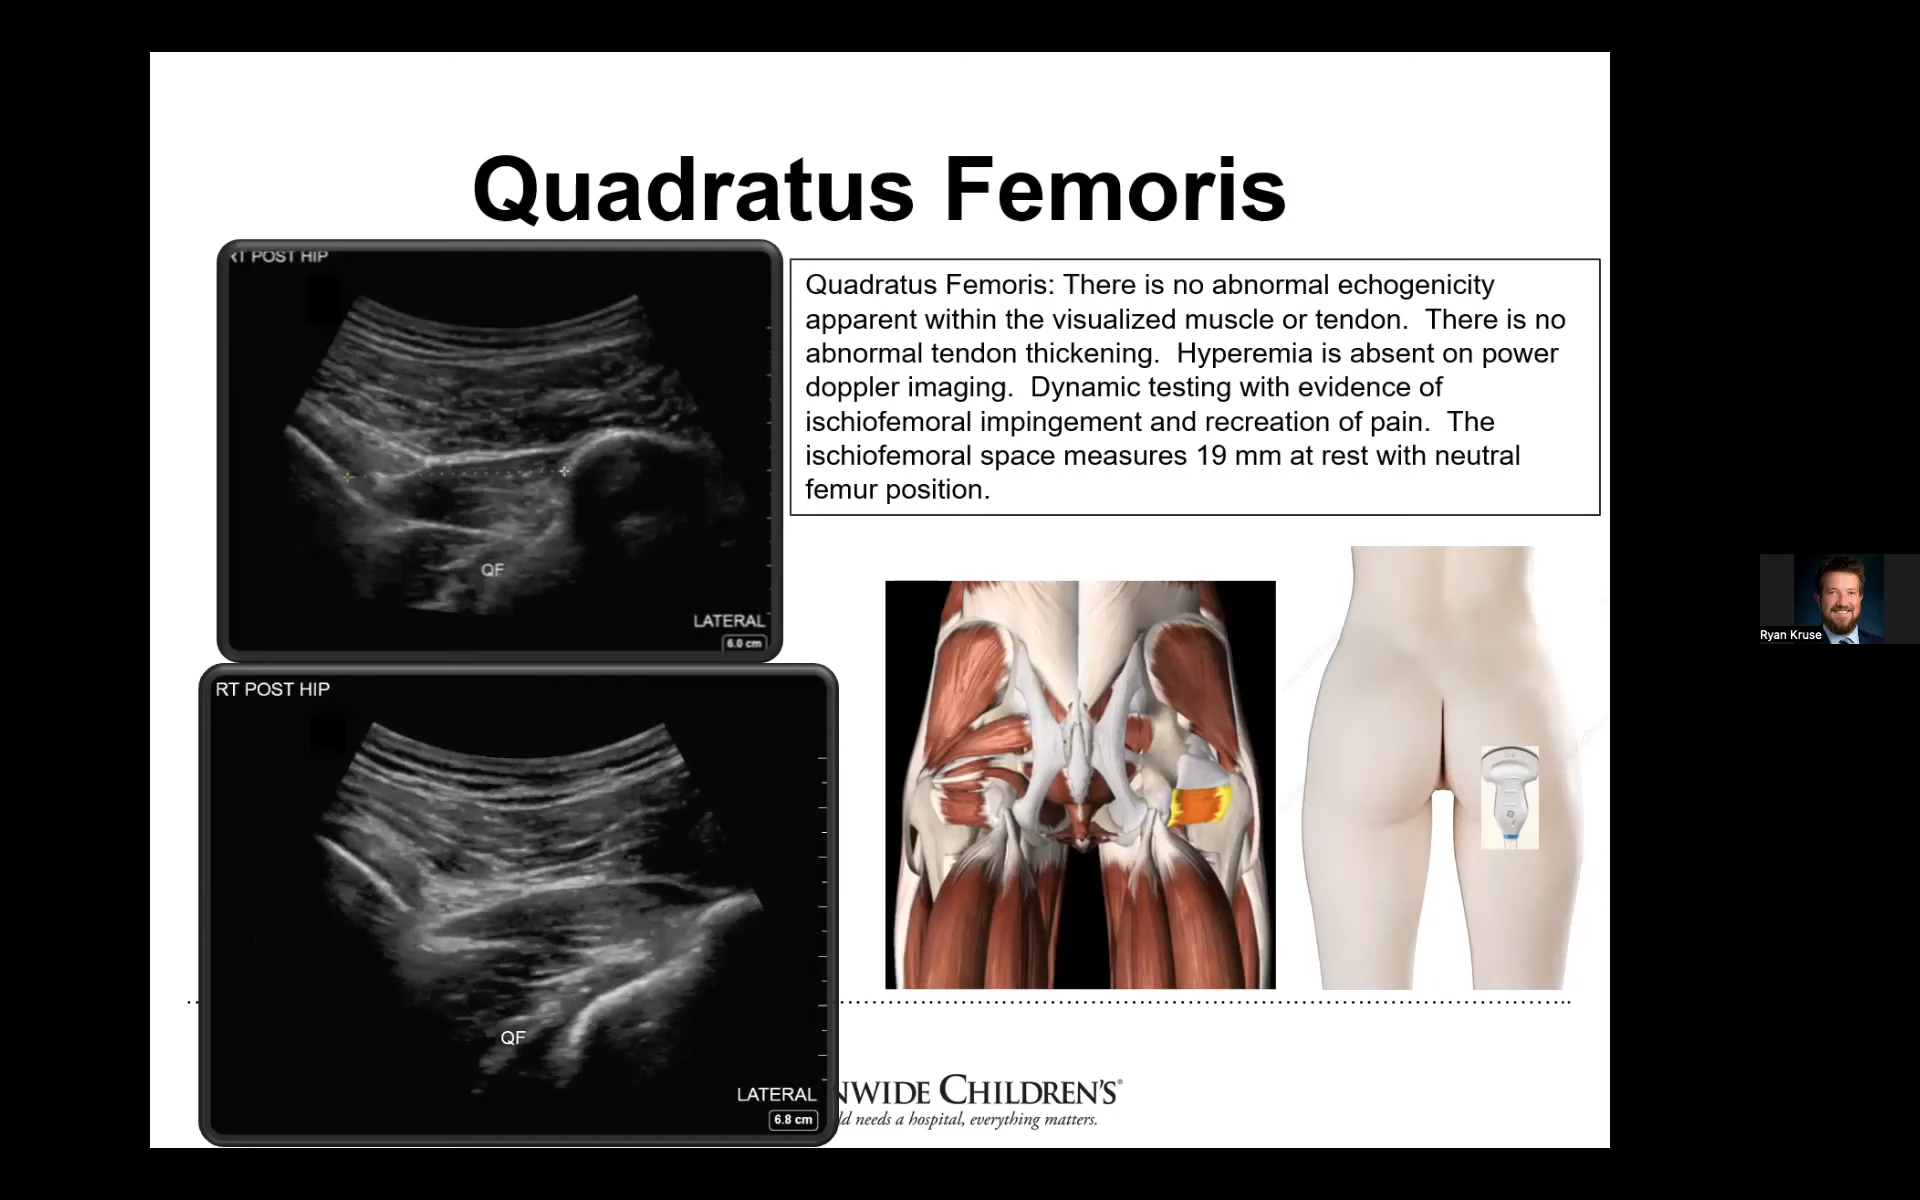 Quadratus Femoris
RT POST HIP
QF
LATERAL
6.0 cm
Quadratus Femoris: There is no abnormal echogenicity
apparent within the visualized muscle or tendon.  There is no
abnormal tendon thickening.  Hyperemia is absent on power
doppler imaging.  Dynamic testing with evidence of
ischiofemoral impingement and recreation of pain.  The
ischiofemoral space measures 19 mm at rest with neutral
femur position.
RT POST HIP
QF
LATERAL
6.8 cm
NWIDE CHILDREN'S®
ld needs a hospital, everything matters.
Ryan Kruse